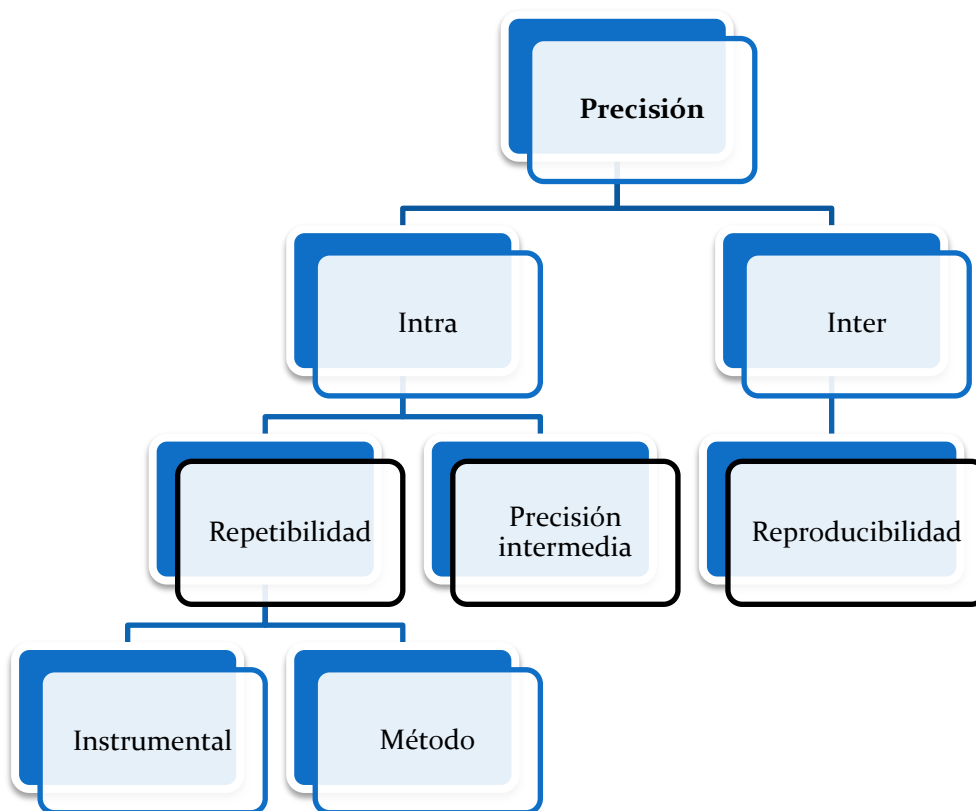 Precisión
Intra
Inter
Repetibilidad
Precisión
intermedia
Reproducibilidad
Instrumental
Método